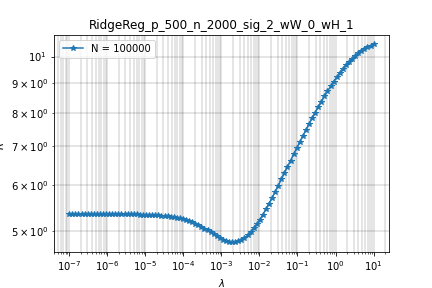 RidgeReg_p_500_n_2000_sig_2_wW_0_wH_1
N = 100000
10¹
9 × 10⁰
8 × 10⁰
7 × 10⁰
6 × 10⁰
5 × 10⁰
10⁻⁷ 10⁻⁶ 10⁻⁵ 10⁻⁴ 10⁻³ 10⁻² 10⁻¹ 10⁰ 10¹
λ